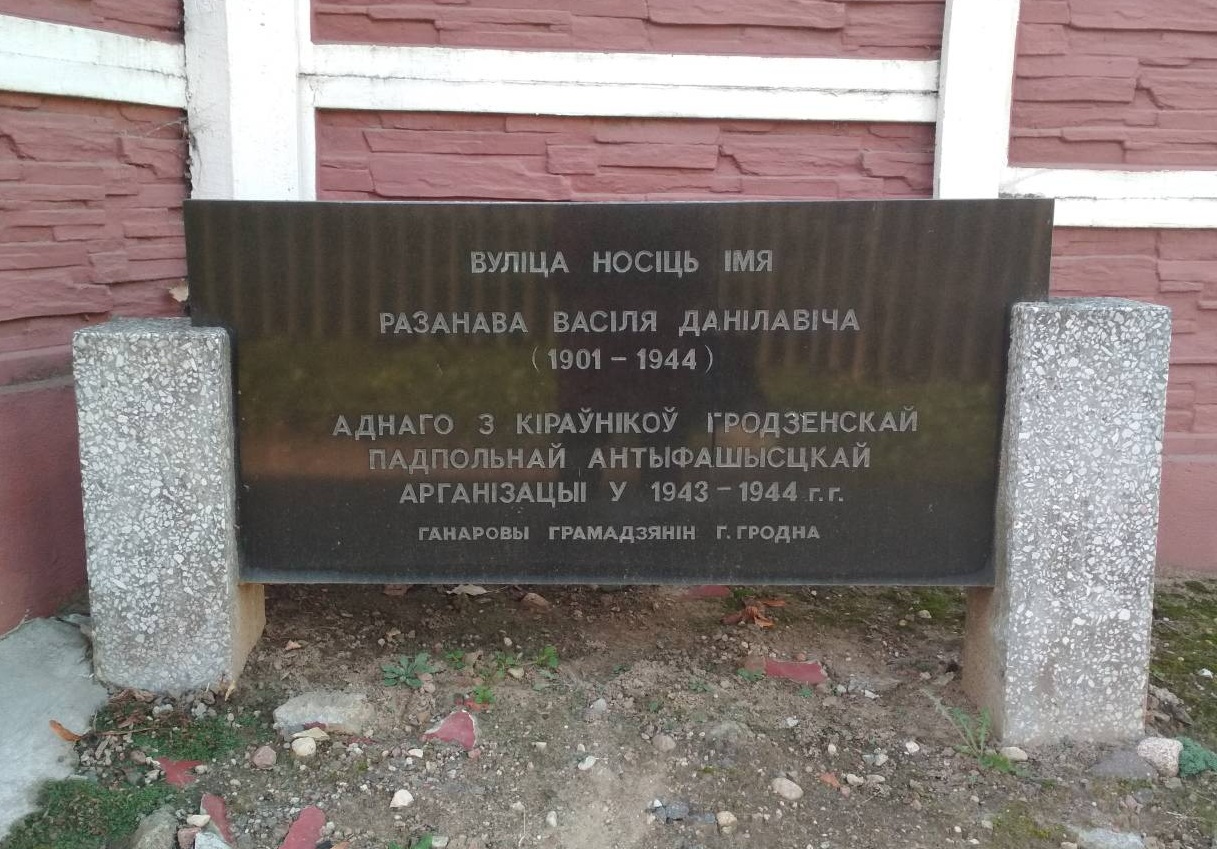 ВУЛІЦА НОСІЦЬ ІМЯ
РАЗАНАВА ВАСІЛЯ ДАНІЛАВІЧА
(1901 – 1944)
АДНАГО З КІРАЎНІКОЎ ГРОДЗЕНСКАЙ
ПАДПОЛЬНАЙ АНТЫФАШЫСЦКАЙ
АРГАНІЗАЦЫІ У 1943 – 1944 г.г.
ГАНАРОВЫ ГРАМАДЗЯНІН Г. ГРОДНА